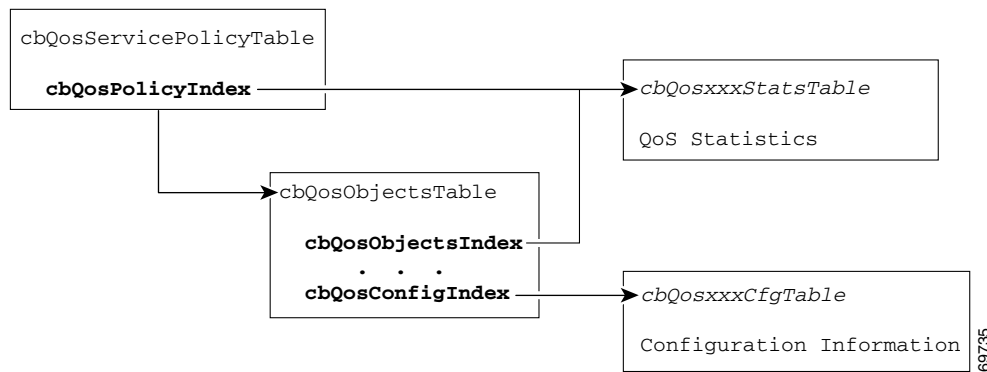 cbQosServicePolicyTable
cbQosPolicyIndex
cbQosxxxStatsTable
QoS Statistics
cbQosObjectsTable
cbQosObjectsIndex
. . .
cbQosConfigIndex
cbQosxxxCfgTable
Configuration Information
69735